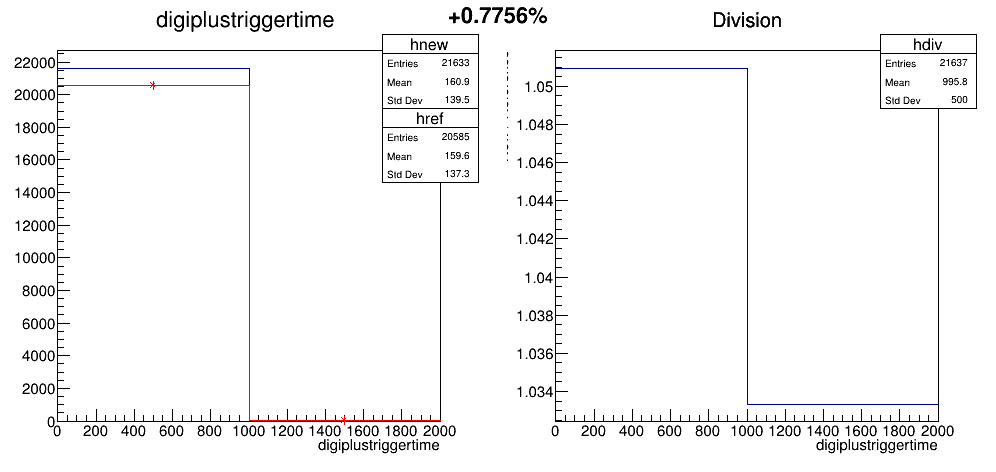 digiplustriggertime
+0.7756%
Division
hnew
Entries 21633
Mean 160.9
Std Dev 139.5
href
Entries 20585
Mean 159.6
Std Dev 137.3
22000
20000
18000
16000
14000
12000
10000
8000
6000
4000
2000
0
0 200 400 600 800 1000 1200 1400 1600 1800 2000
digiplustriggertime
hdiv
Entries 21637
Mean 995.8
Std Dev 500
1.05
1.048
1.046
1.044
1.042
1.04
1.038
1.036
1.034
0 200 400 600 800 1000 1200 1400 1600 1800 2000
digiplustriggertime